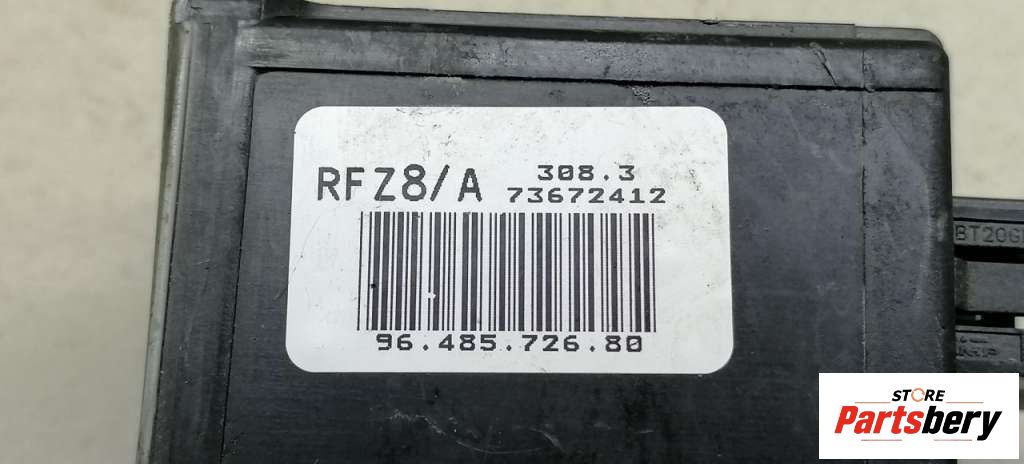 RFZ8/A 308.3
73672412
96.485.726.80
BT20G
STORE
Partsbery